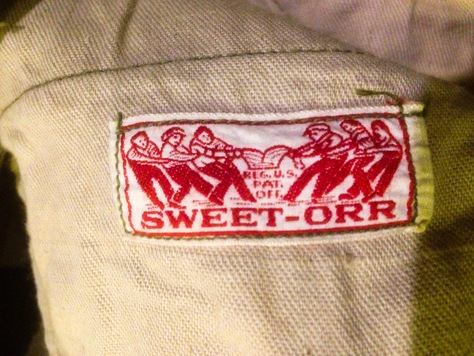 REG. U.S.
PAT.
OFF.
SWEET-ORR